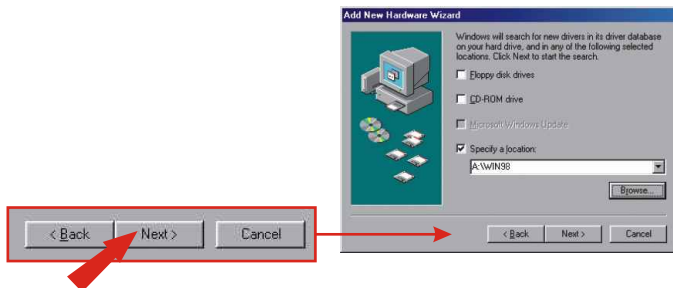 Add New Hardware Wizard
Windows will search for new drivers in its driver database
on your hard drive, and in any of the following selected
locations. Click Next to start the search.
Floppy disk drives
CD-ROM drive
Microsoft Windows Update
Specify a location:
A:\WIN98
Browse...
< Back Next > Cancel
< Back Next > Cancel